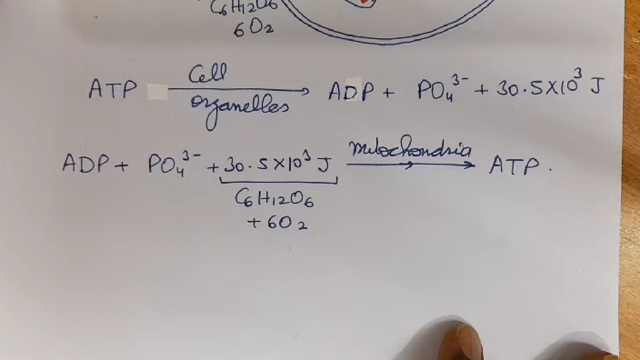 C6H12O6
6O2
ATP Cell organelles → ADP + PO4³⁻ + 30.5×10³ J
ADP + PO4³⁻ + 30.5×10³ J mitochondria → ATP.
C6H12O6
+ 6O2